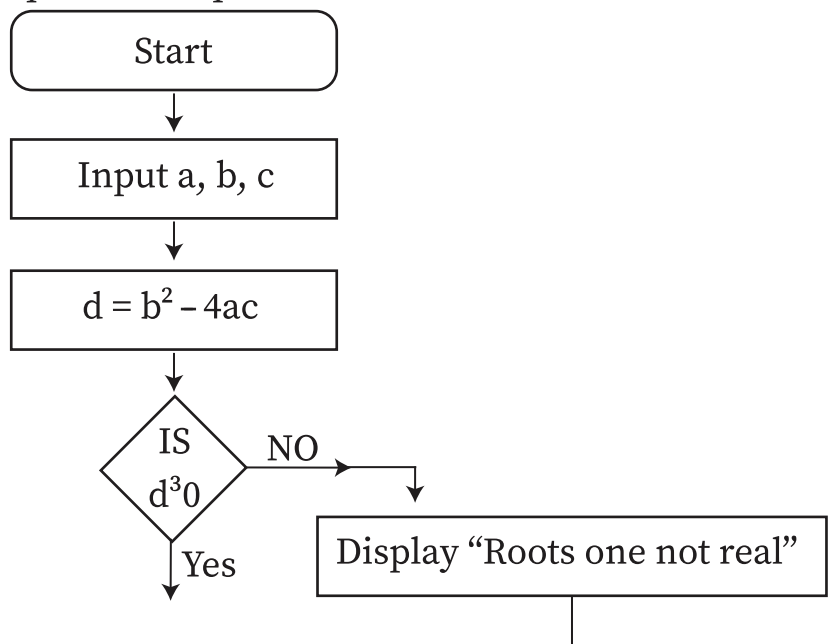 Start
Input a, b, c
d = b² – 4ac
IS
d³0
NO
Yes
Display “Roots one not real”